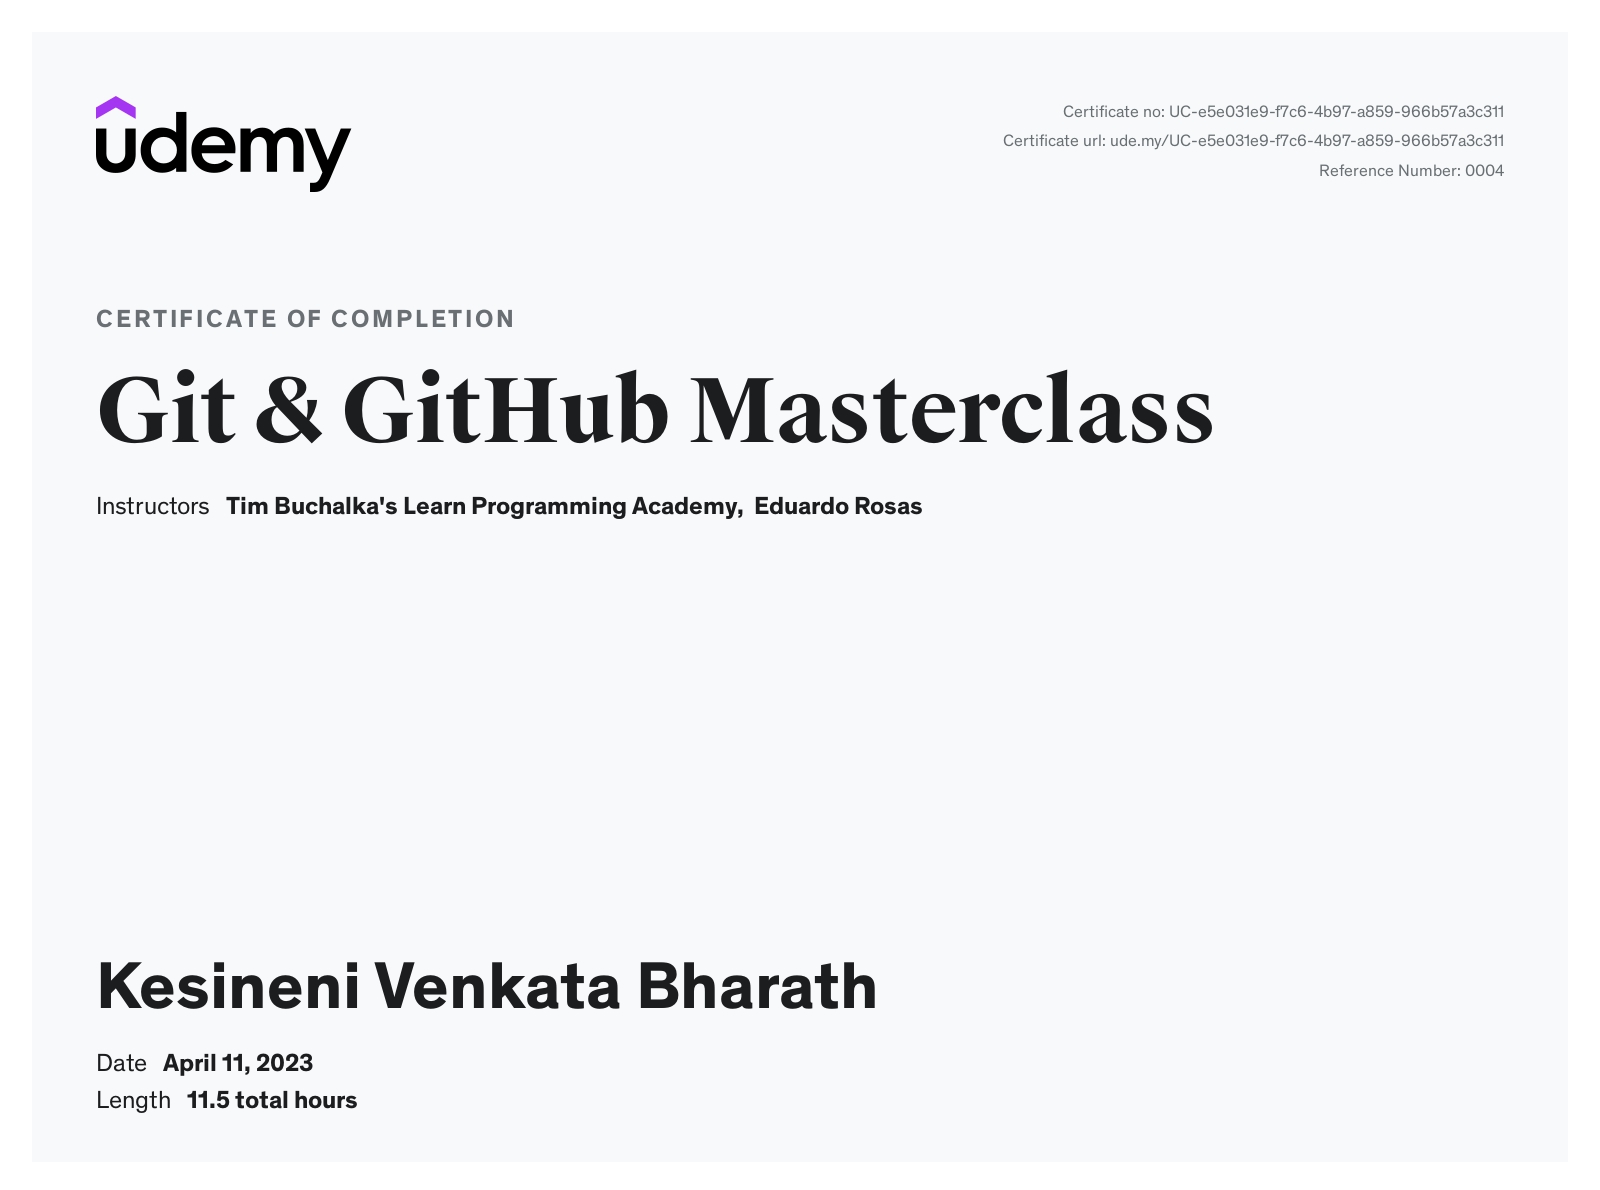 udemy
Certificate no: UC-e5e031e9-f7c6-4b97-a859-966b57a3c311
Certificate url: ude.my/UC-e5e031e9-f7c6-4b97-a859-966b57a3c311
Reference Number: 0004
CERTIFICATE OF COMPLETION
Git & GitHub Masterclass
Instructors Tim Buchalka's Learn Programming Academy, Eduardo Rosas
Kesineni Venkata Bharath
Date April 11, 2023
Length 11.5 total hours